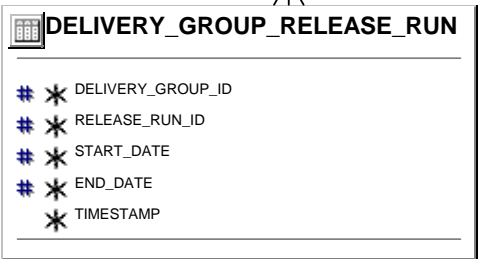 DELIVERY_GROUP_RELEASE_RUN
# * DELIVERY_GROUP_ID
# * RELEASE_RUN_ID
# * START_DATE
# * END_DATE
* TIMESTAMP